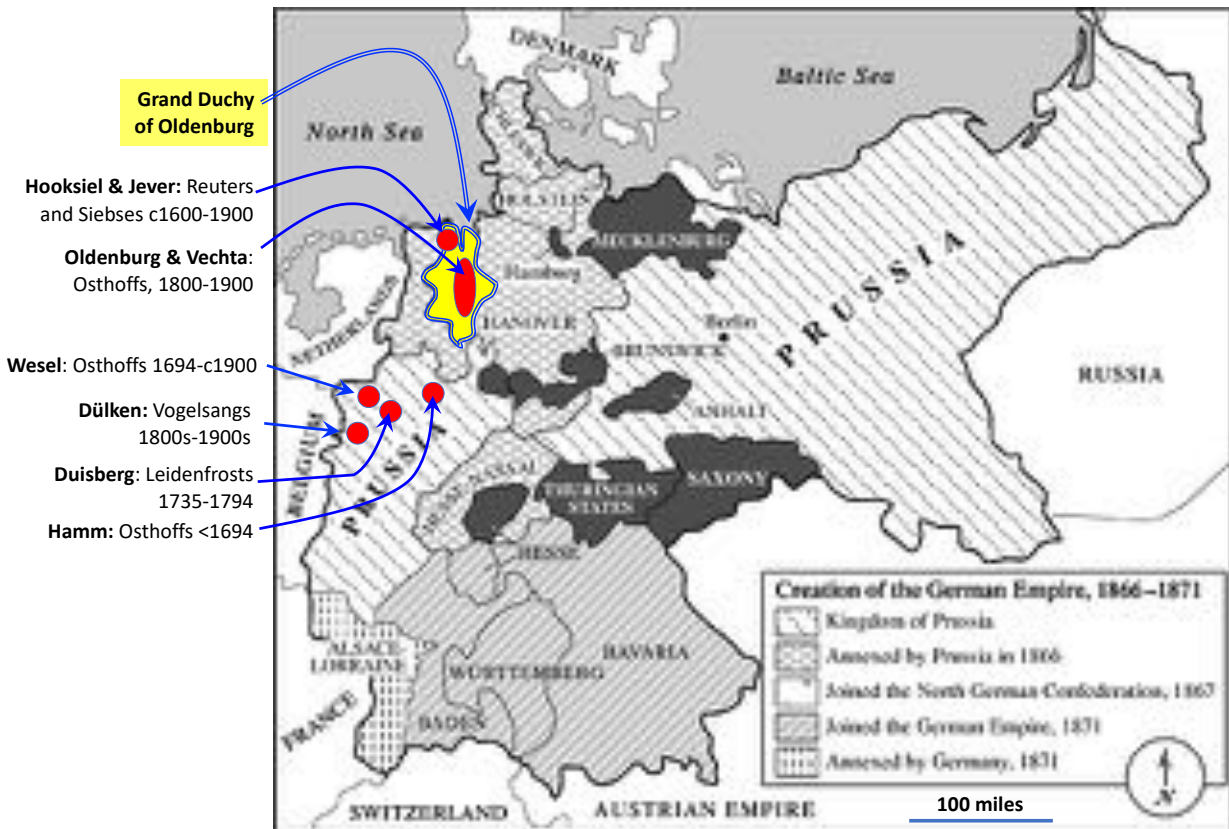 Grand Duchy
of Oldenburg
Hooksiel & Jever: Reuters
and Siebses c1600-1900
Oldenburg & Vechta:
Osthoffs, 1800-1900
Wesel: Osthoffs 1694-c1900
Dülken: Vogelsangs
1800s-1900s
Duisberg: Leidenfrosts
1735-1794
Hamm: Osthoffs <1694
DENMARK
Baltic Sea
North Sea
HOLSTEIN
MECKLENBURG
Hamburg
HANOVER
NETHERLANDS
Berlin
BRUNSWICK
PRUSSIA
RUSSIA
ANHALT
BELGIUM
PRUSSIA
HESSE-NASSAU
THURINGIAN
STATES
SAXONY
HESSE
ALSACE-
LORRAINE
WÜRTTEMBERG
BAVARIA
BADEN
FRANCE
SWITZERLAND
AUSTRIAN EMPIRE
Creation of the German Empire, 1866–1871
Kingdom of Prussia
Annexed by Prussia in 1866
Joined the North German Confederation, 1867
Joined the German Empire, 1871
Annexed by Germany, 1871
N
100 miles